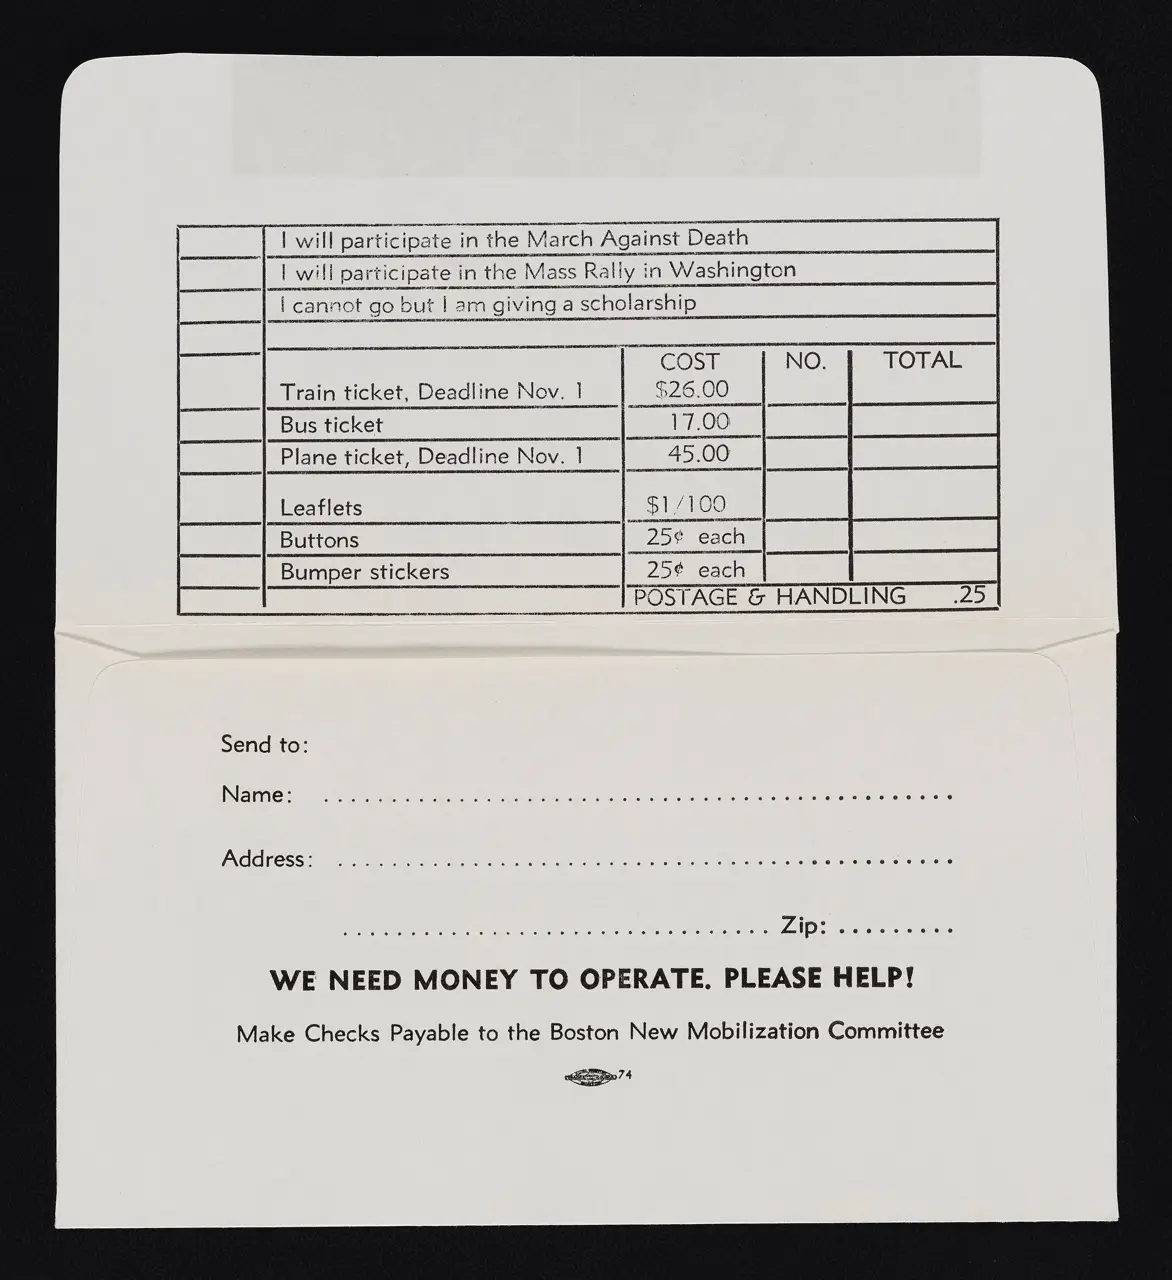 I will participate in the March Against Death
I will participate in the Mass Rally in Washington
I cannot go but I am giving a scholarship
COST NO. TOTAL
Train ticket, Deadline Nov. 1 $26.00
Bus ticket 17.00
Plane ticket, Deadline Nov. 1 45.00
Leaflets $1/100
Buttons 25¢ each
Bumper stickers 25¢ each
POSTAGE & HANDLING .25
Send to:
Name: ................................................
Address: ..............................................
................................ Zip: .........
WE NEED MONEY TO OPERATE. PLEASE HELP!
Make Checks Payable to the Boston New Mobilization Committee
74